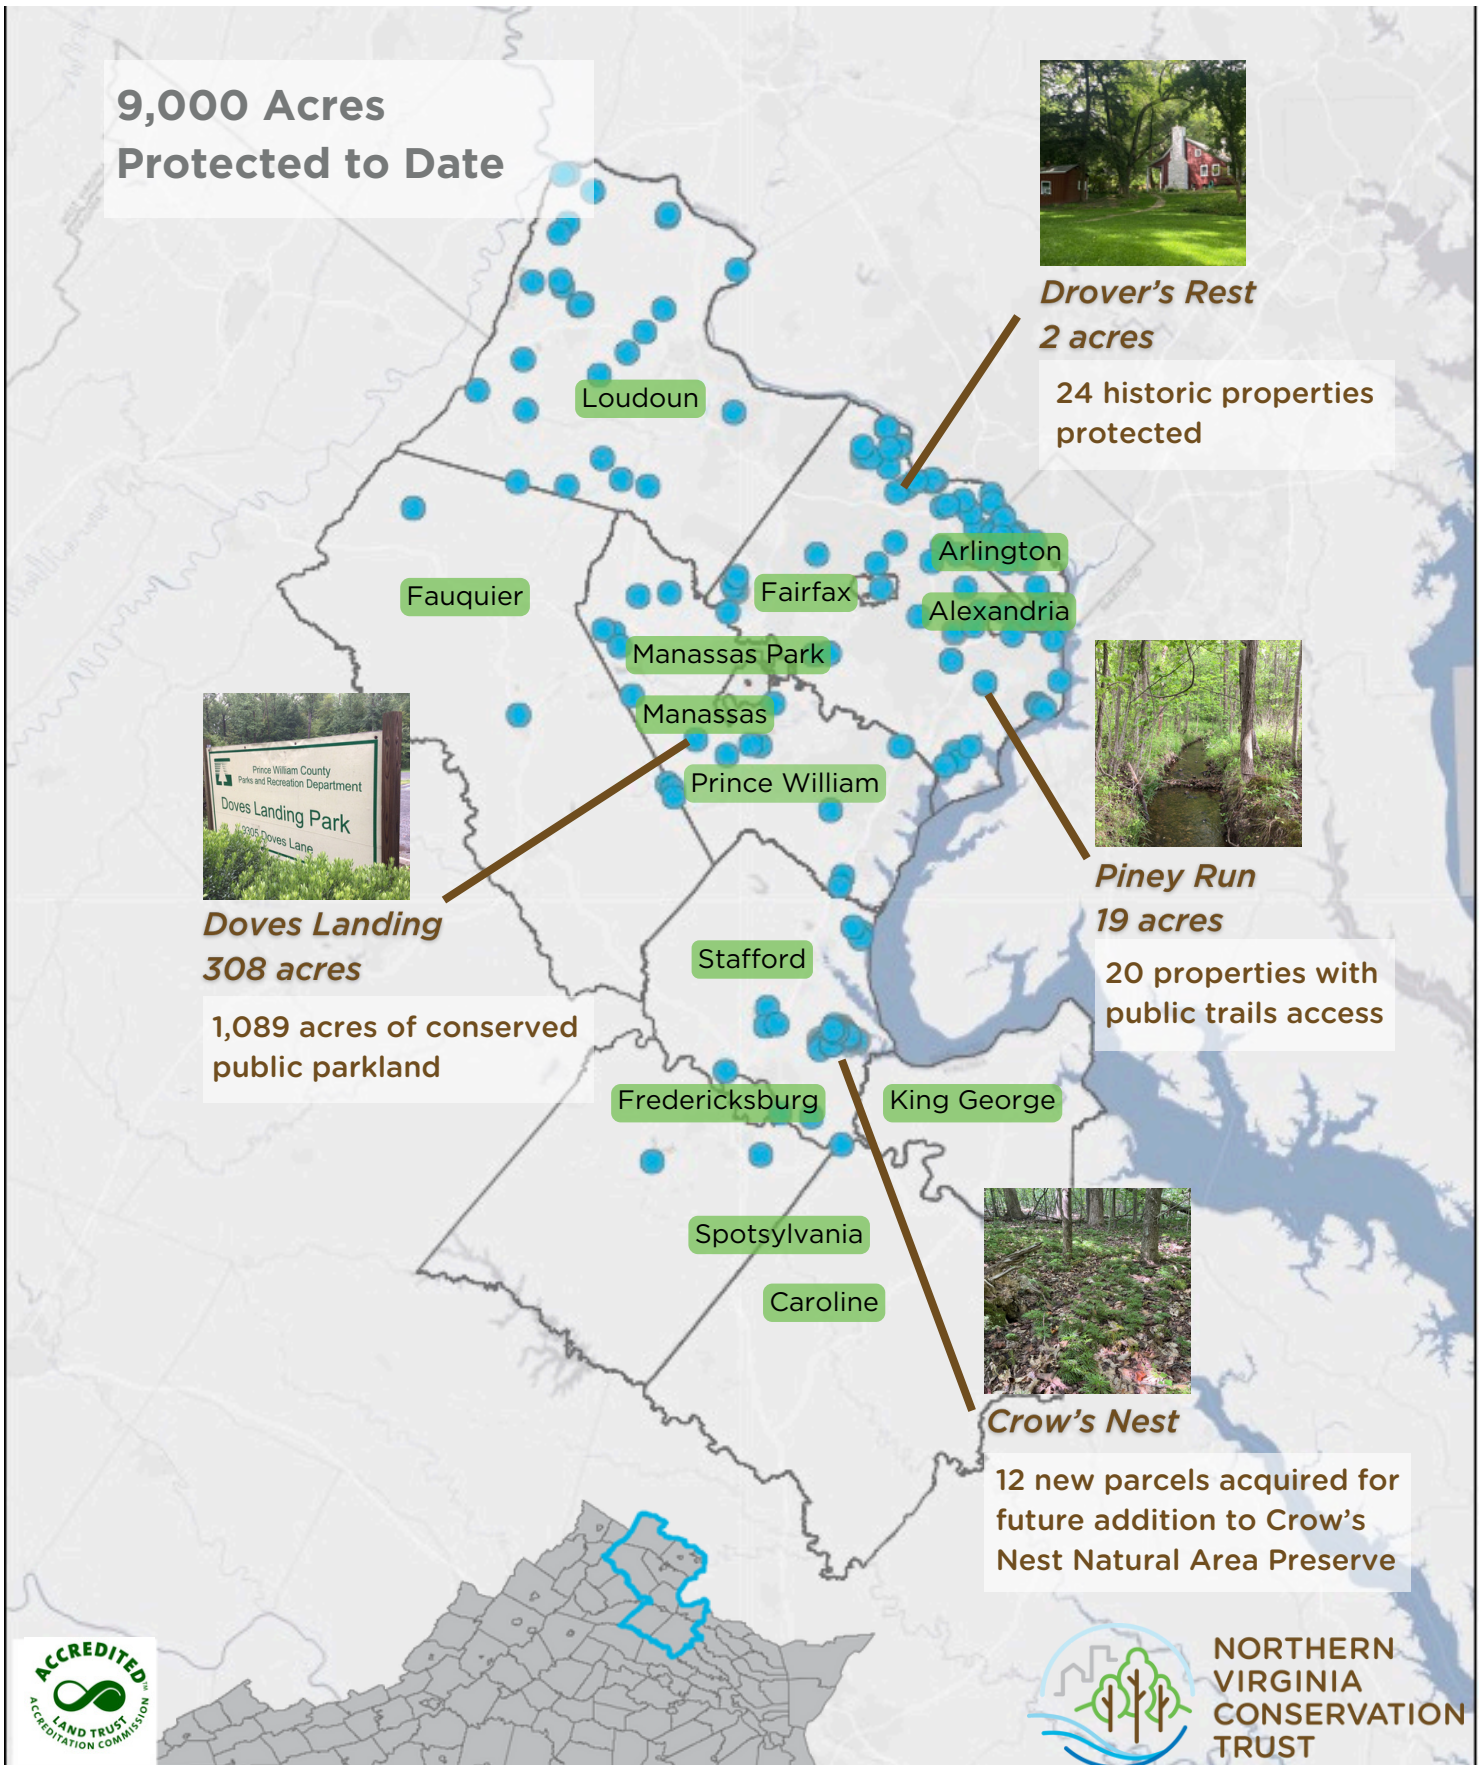 9,000 Acres
Protected to Date
Drover's Rest
2 acres
24 historic properties
protected
Loudoun
Arlington
Fauquier
Fairfax
Alexandria
Manassas Park
Manassas
Prince William
Prince William County
Parks and Recreation Department
Doves Landing Park
9305 Doves Lane
Doves Landing
308 acres
1,089 acres of conserved
public parkland
Piney Run
19 acres
20 properties with
public trails access
Stafford
Fredericksburg
King George
Spotsylvania
Caroline
Crow's Nest
12 new parcels acquired for
future addition to Crow's
Nest Natural Area Preserve
ACCREDITED™
LAND TRUST
ACCREDITATION COMMISSION
NORTHERN
VIRGINIA
CONSERVATION
TRUST